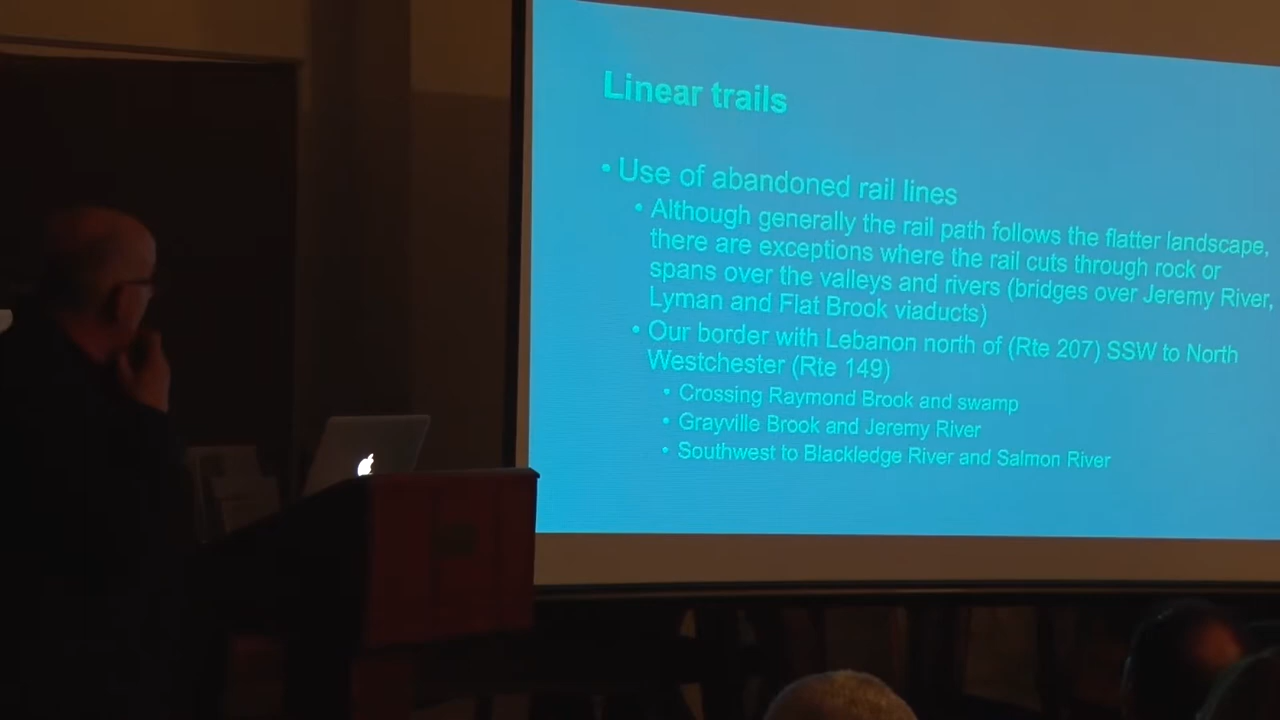 Linear trails
• Use of abandoned rail lines
• Although generally the rail path follows the flatter landscape,
there are exceptions where the rail cuts through rock or
spans over the valleys and rivers (bridges over Jeremy River,
Lyman and Flat Brook viaducts)
• Our border with Lebanon north of (Rte 207) SSW to North
Westchester (Rte 149)
• Crossing Raymond Brook and swamp
• Grayville Brook and Jeremy River
• Southwest to Blackledge River and Salmon River